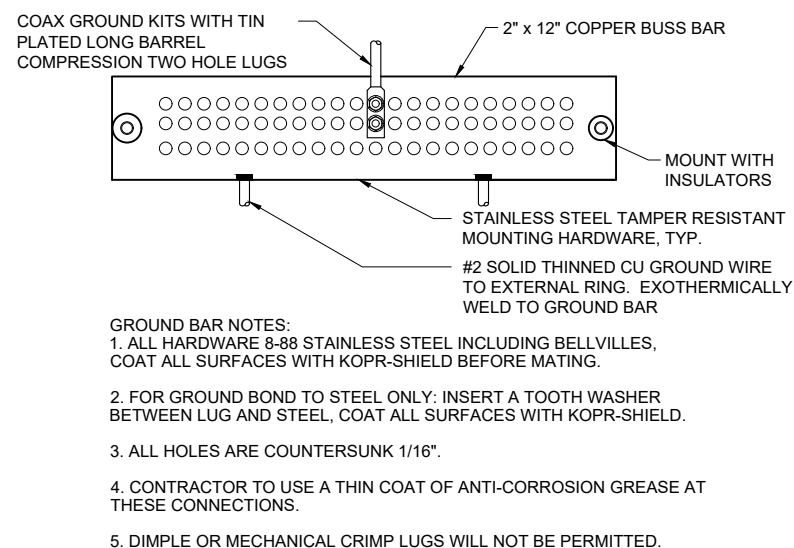 COAX GROUND KITS WITH TIN
PLATED LONG BARREL
COMPRESSION TWO HOLE LUGS
2" x 12" COPPER BUSS BAR
MOUNT WITH
INSULATORS
STAINLESS STEEL TAMPER RESISTANT
MOUNTING HARDWARE, TYP.
#2 SOLID THINNED CU GROUND WIRE
TO EXTERNAL RING. EXOTHERMICALLY
WELD TO GROUND BAR
GROUND BAR NOTES:
1. ALL HARDWARE 8-88 STAINLESS STEEL INCLUDING BELLVILLES,
COAT ALL SURFACES WITH KOPR-SHIELD BEFORE MATING.
2. FOR GROUND BOND TO STEEL ONLY: INSERT A TOOTH WASHER
BETWEEN LUG AND STEEL, COAT ALL SURFACES WITH KOPR-SHIELD.
3. ALL HOLES ARE COUNTERSUNK 1/16".
4. CONTRACTOR TO USE A THIN COAT OF ANTI-CORROSION GREASE AT
THESE CONNECTIONS.
5. DIMPLE OR MECHANICAL CRIMP LUGS WILL NOT BE PERMITTED.